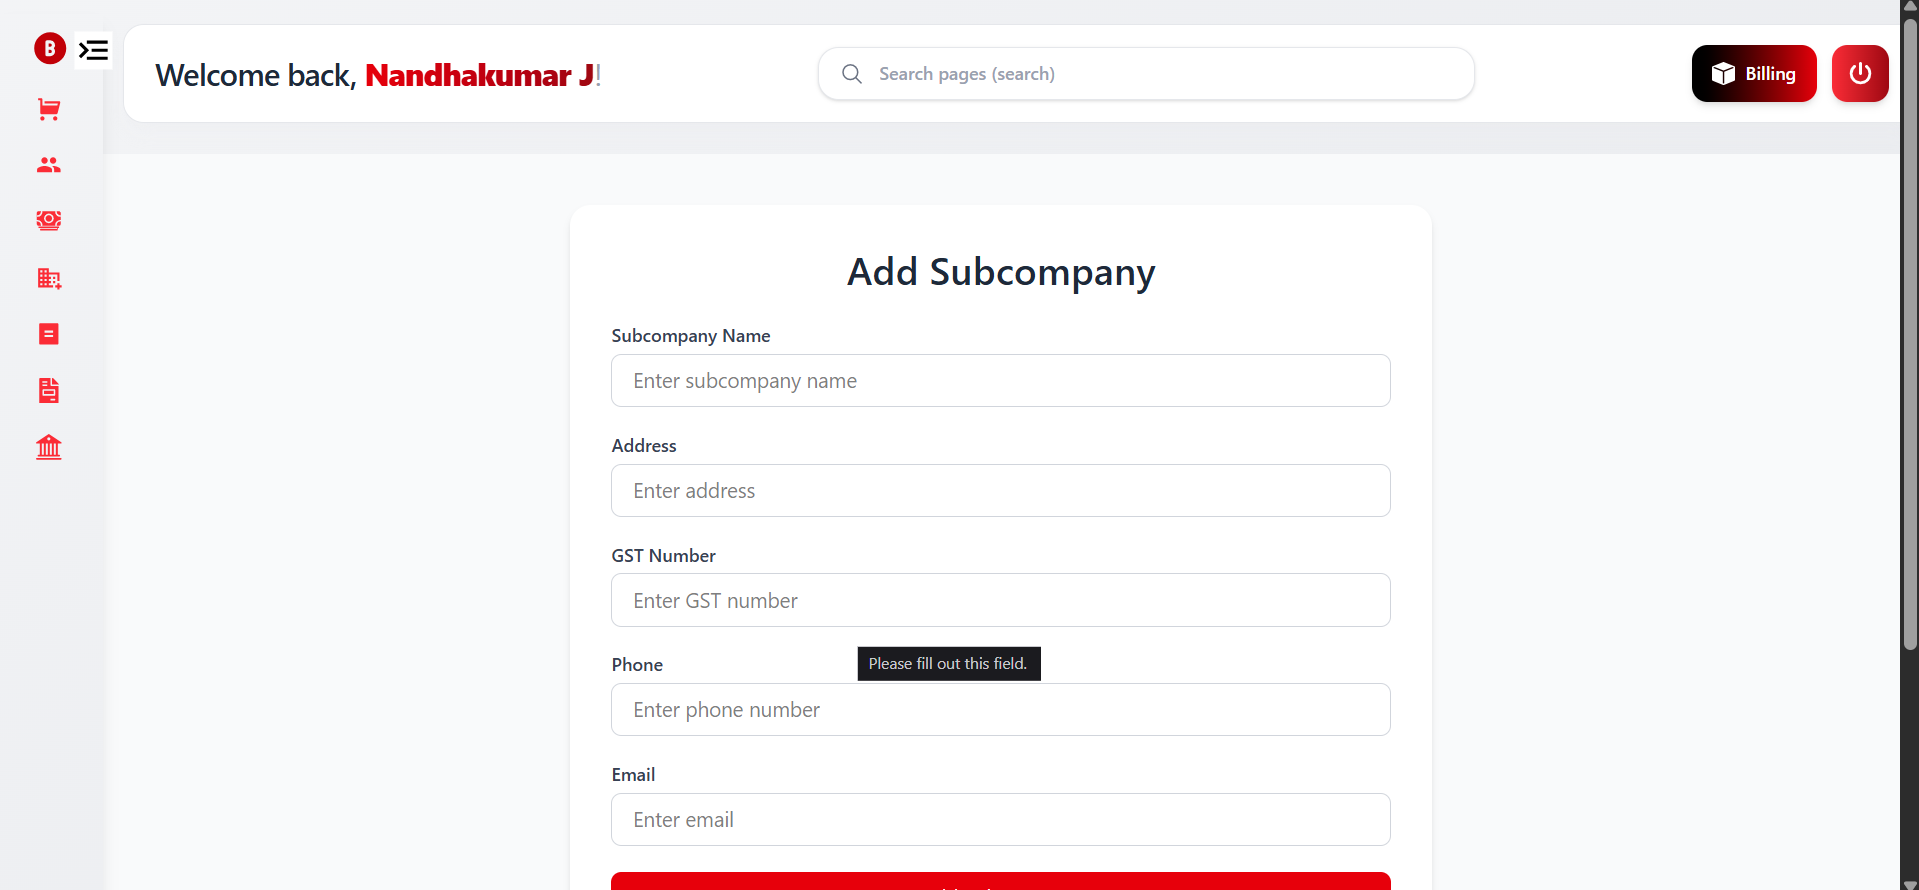 B
Welcome back, Nandhakumar J!
Search pages (search)
Billing
Add Subcompany
Subcompany Name
Enter subcompany name
Address
Enter address
GST Number
Enter GST number
Please fill out this field.
Phone
Enter phone number
Email
Enter email